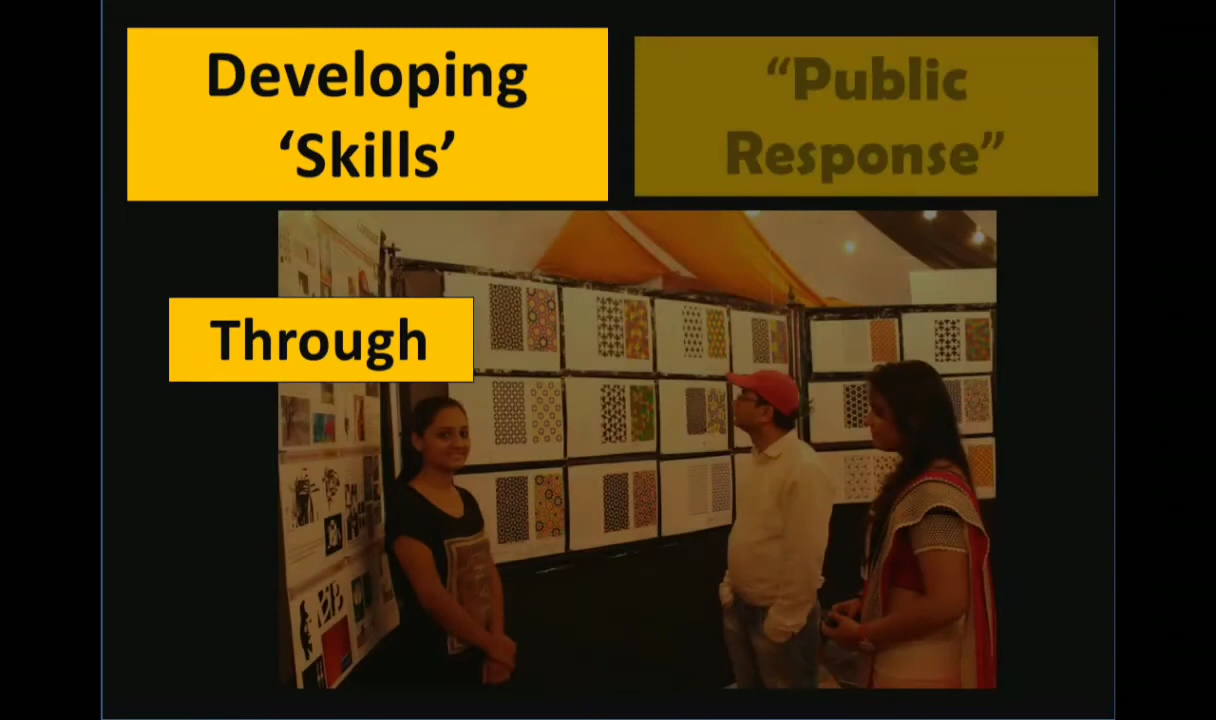 Developing
‘Skills’
“Public
Response”
Through